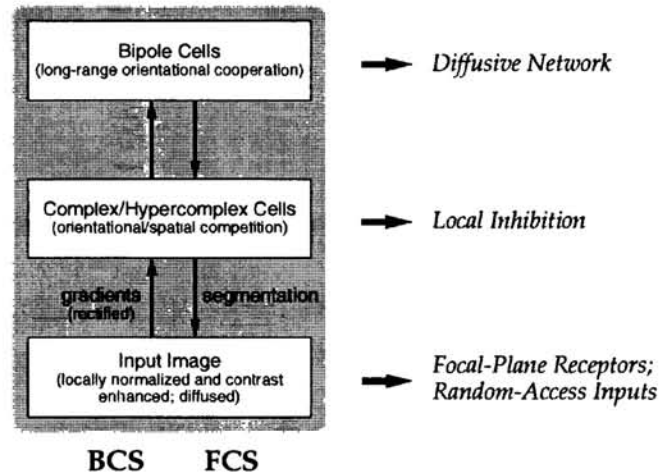 Bipole Cells
(long-range orientational cooperation)
Diffusive Network
Complex/Hypercomplex Cells
(orientational/spatial competition)
Local Inhibition
gradients
(rectified)
segmentation
Input Image
(locally normalized and contrast
enhanced; diffused)
Focal-Plane Receptors;
Random-Access Inputs
BCS FCS